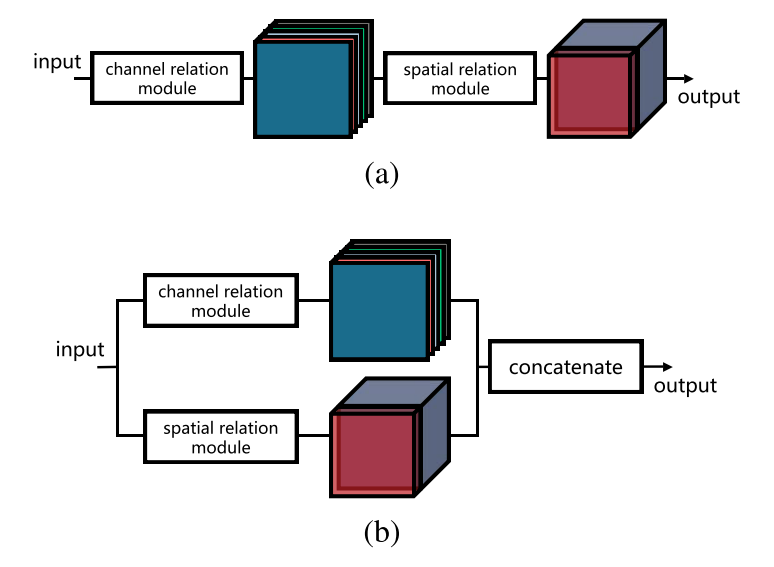 input
channel relation
module
spatial relation
module
output
(a)
channel relation
module
input
concatenate
output
spatial relation
module
(b)